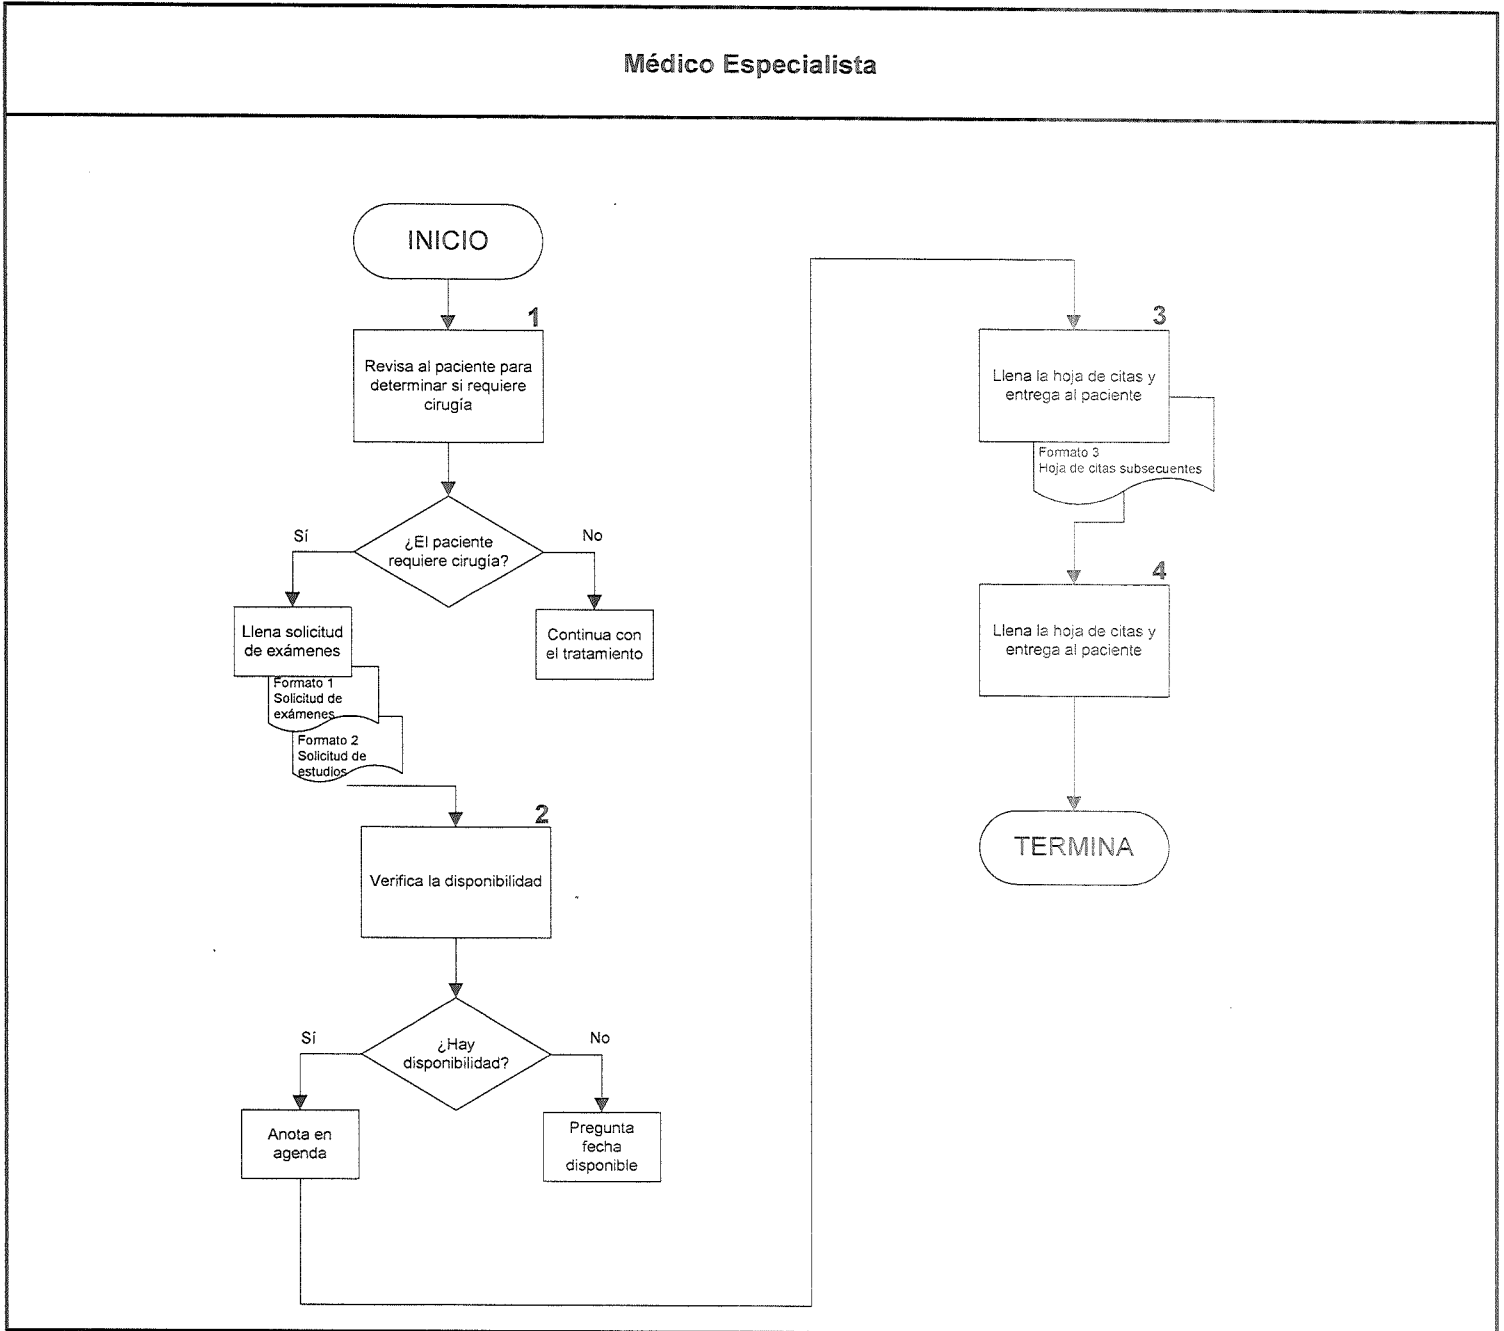 Médico Especialista
INICIO
1
Revisa al paciente para
determinar si requiere
cirugía
¿El paciente
requiere cirugía?
Sí
No
Llena solicitud
de exámenes
Formato 1
Solicitud de
exámenes
Formato 2
Solicitud de
estudios
Continua con
el tratamiento
2
Verifica la disponibilidad
¿Hay
disponibilidad?
Sí
No
Anota en
agenda
Pregunta
fecha
disponible
3
Llena la hoja de citas y
entrega al paciente
Formato 3
Hoja de citas subsecuentes
4
Llena la hoja de citas y
entrega al paciente
TERMINA